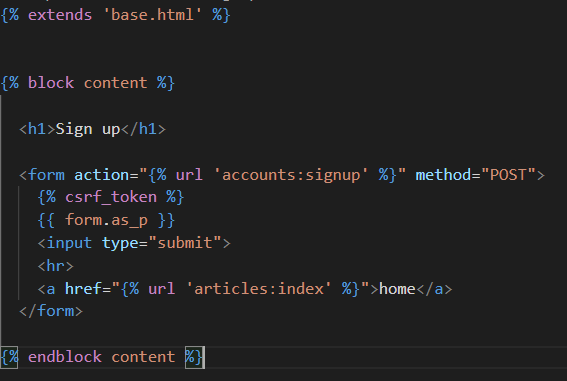 {% extends 'base.html' %}
{% block content %}
<h1>Sign up</h1>
<form action="{% url 'accounts:signup' %}" method="POST">
{% csrf_token %}
{{ form.as_p }}
<input type="submit">
<hr>
<a href="{% url 'articles:index' %}">home</a>
</form>
{% endblock content %}